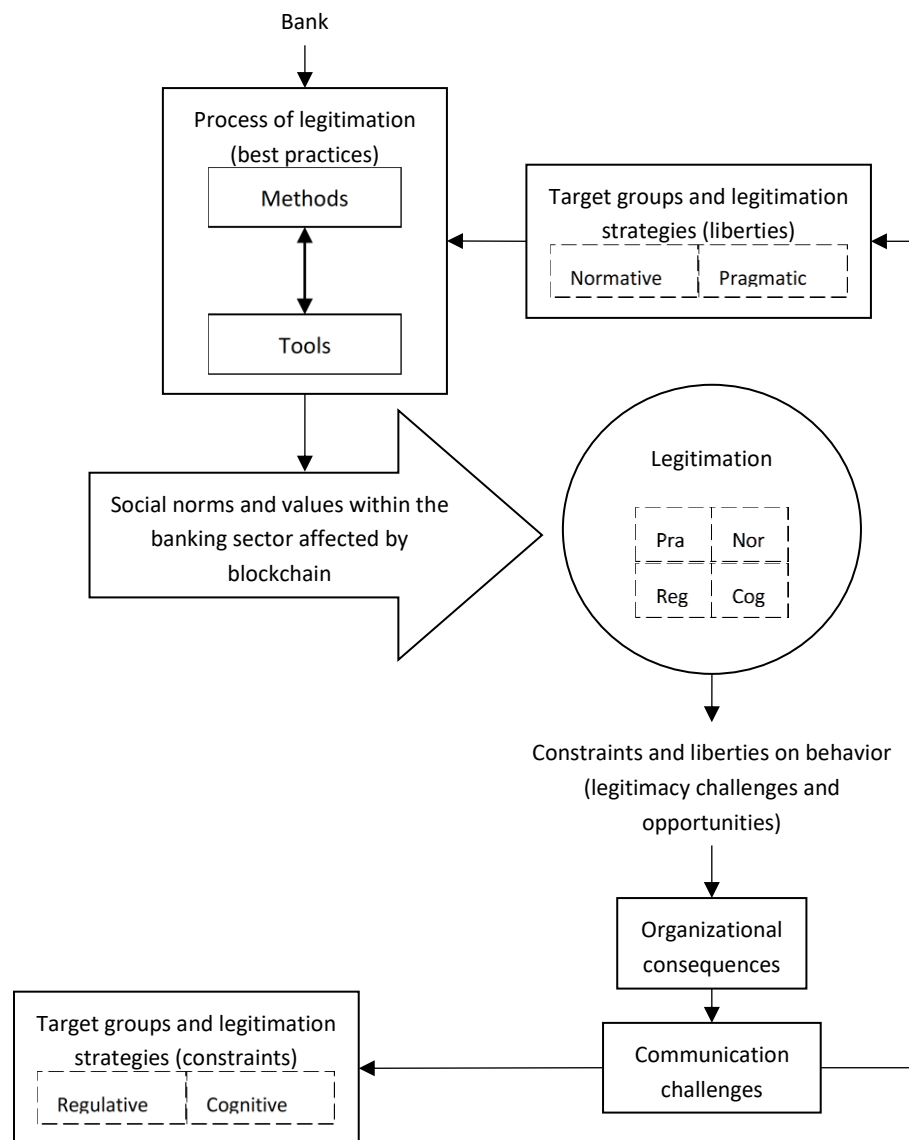 Bank
Process of legitimation
(best practices)
Methods
Tools
Target groups and legitimation
strategies (liberties)
Normative
Pragmatic
Social norms and values within the
banking sector affected by
blockchain
Legitimation
Pra
Nor
Reg
Cog
Constraints and liberties on behavior
(legitimacy challenges and
opportunities)
Organizational
consequences
Communication
challenges
Target groups and legitimation
strategies (constraints)
Regulative
Cognitive